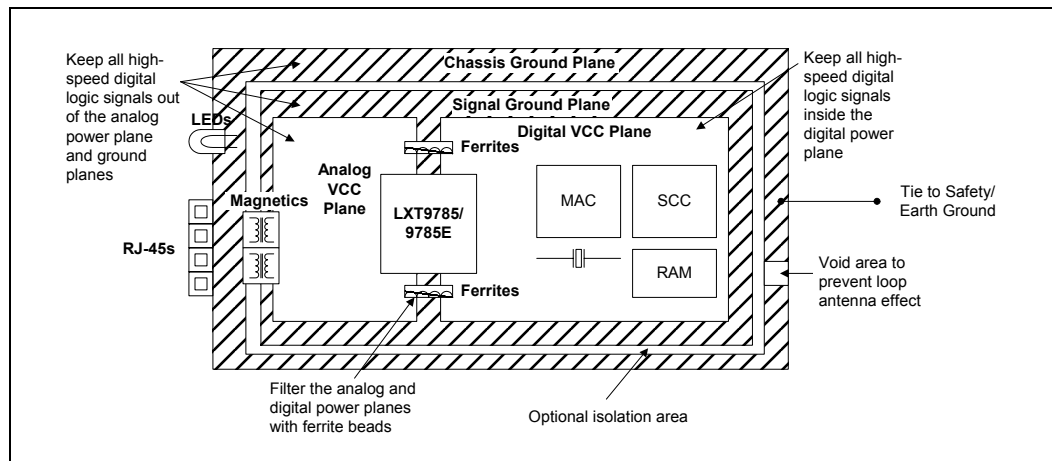 Keep all high-
speed digital
logic signals out
of the analog
power plane
and ground
planes
Chassis Ground Plane
Keep all high-
speed digital
logic signals
inside the
digital power
plane
Signal Ground Plane
LEDs
Digital VCC Plane
Ferrites
Analog
VCC
Plane
Magnetics
LXT9785/
9785E
MAC
SCC
Tie to Safety/
Earth Ground
RJ-45s
RAM
Void area to
prevent loop
antenna effect
Ferrites
Filter the analog and
digital power planes
with ferrite beads
Optional isolation area